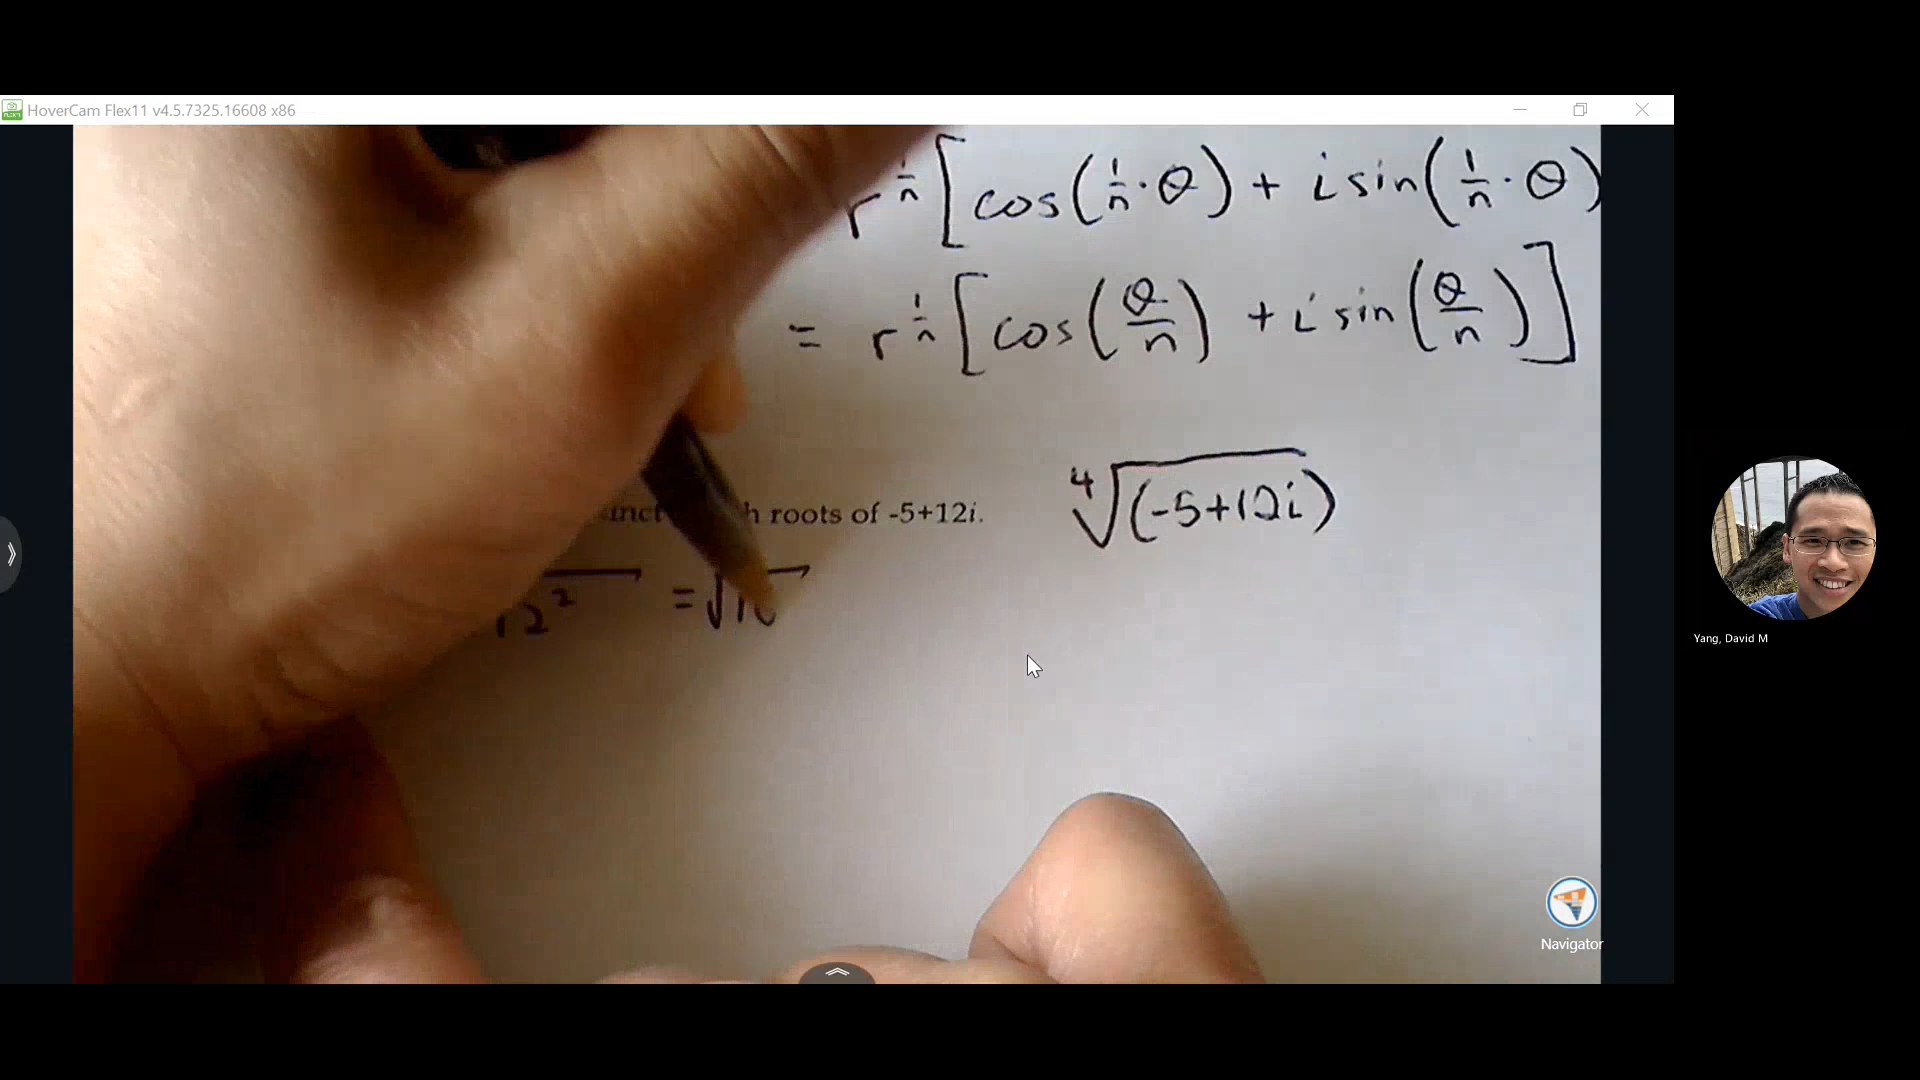 HoverCam Flex11 v4.5.7325.16608 x86
r^{1/n} [cos(1/n · θ) + i sin(1/n · θ)
= r^{1/n} [cos(θ/n) + i sin(θ/n)]
roots of -5+12i.
⁴√(-5+12i)
12² = √
Yang, David M
Navigator